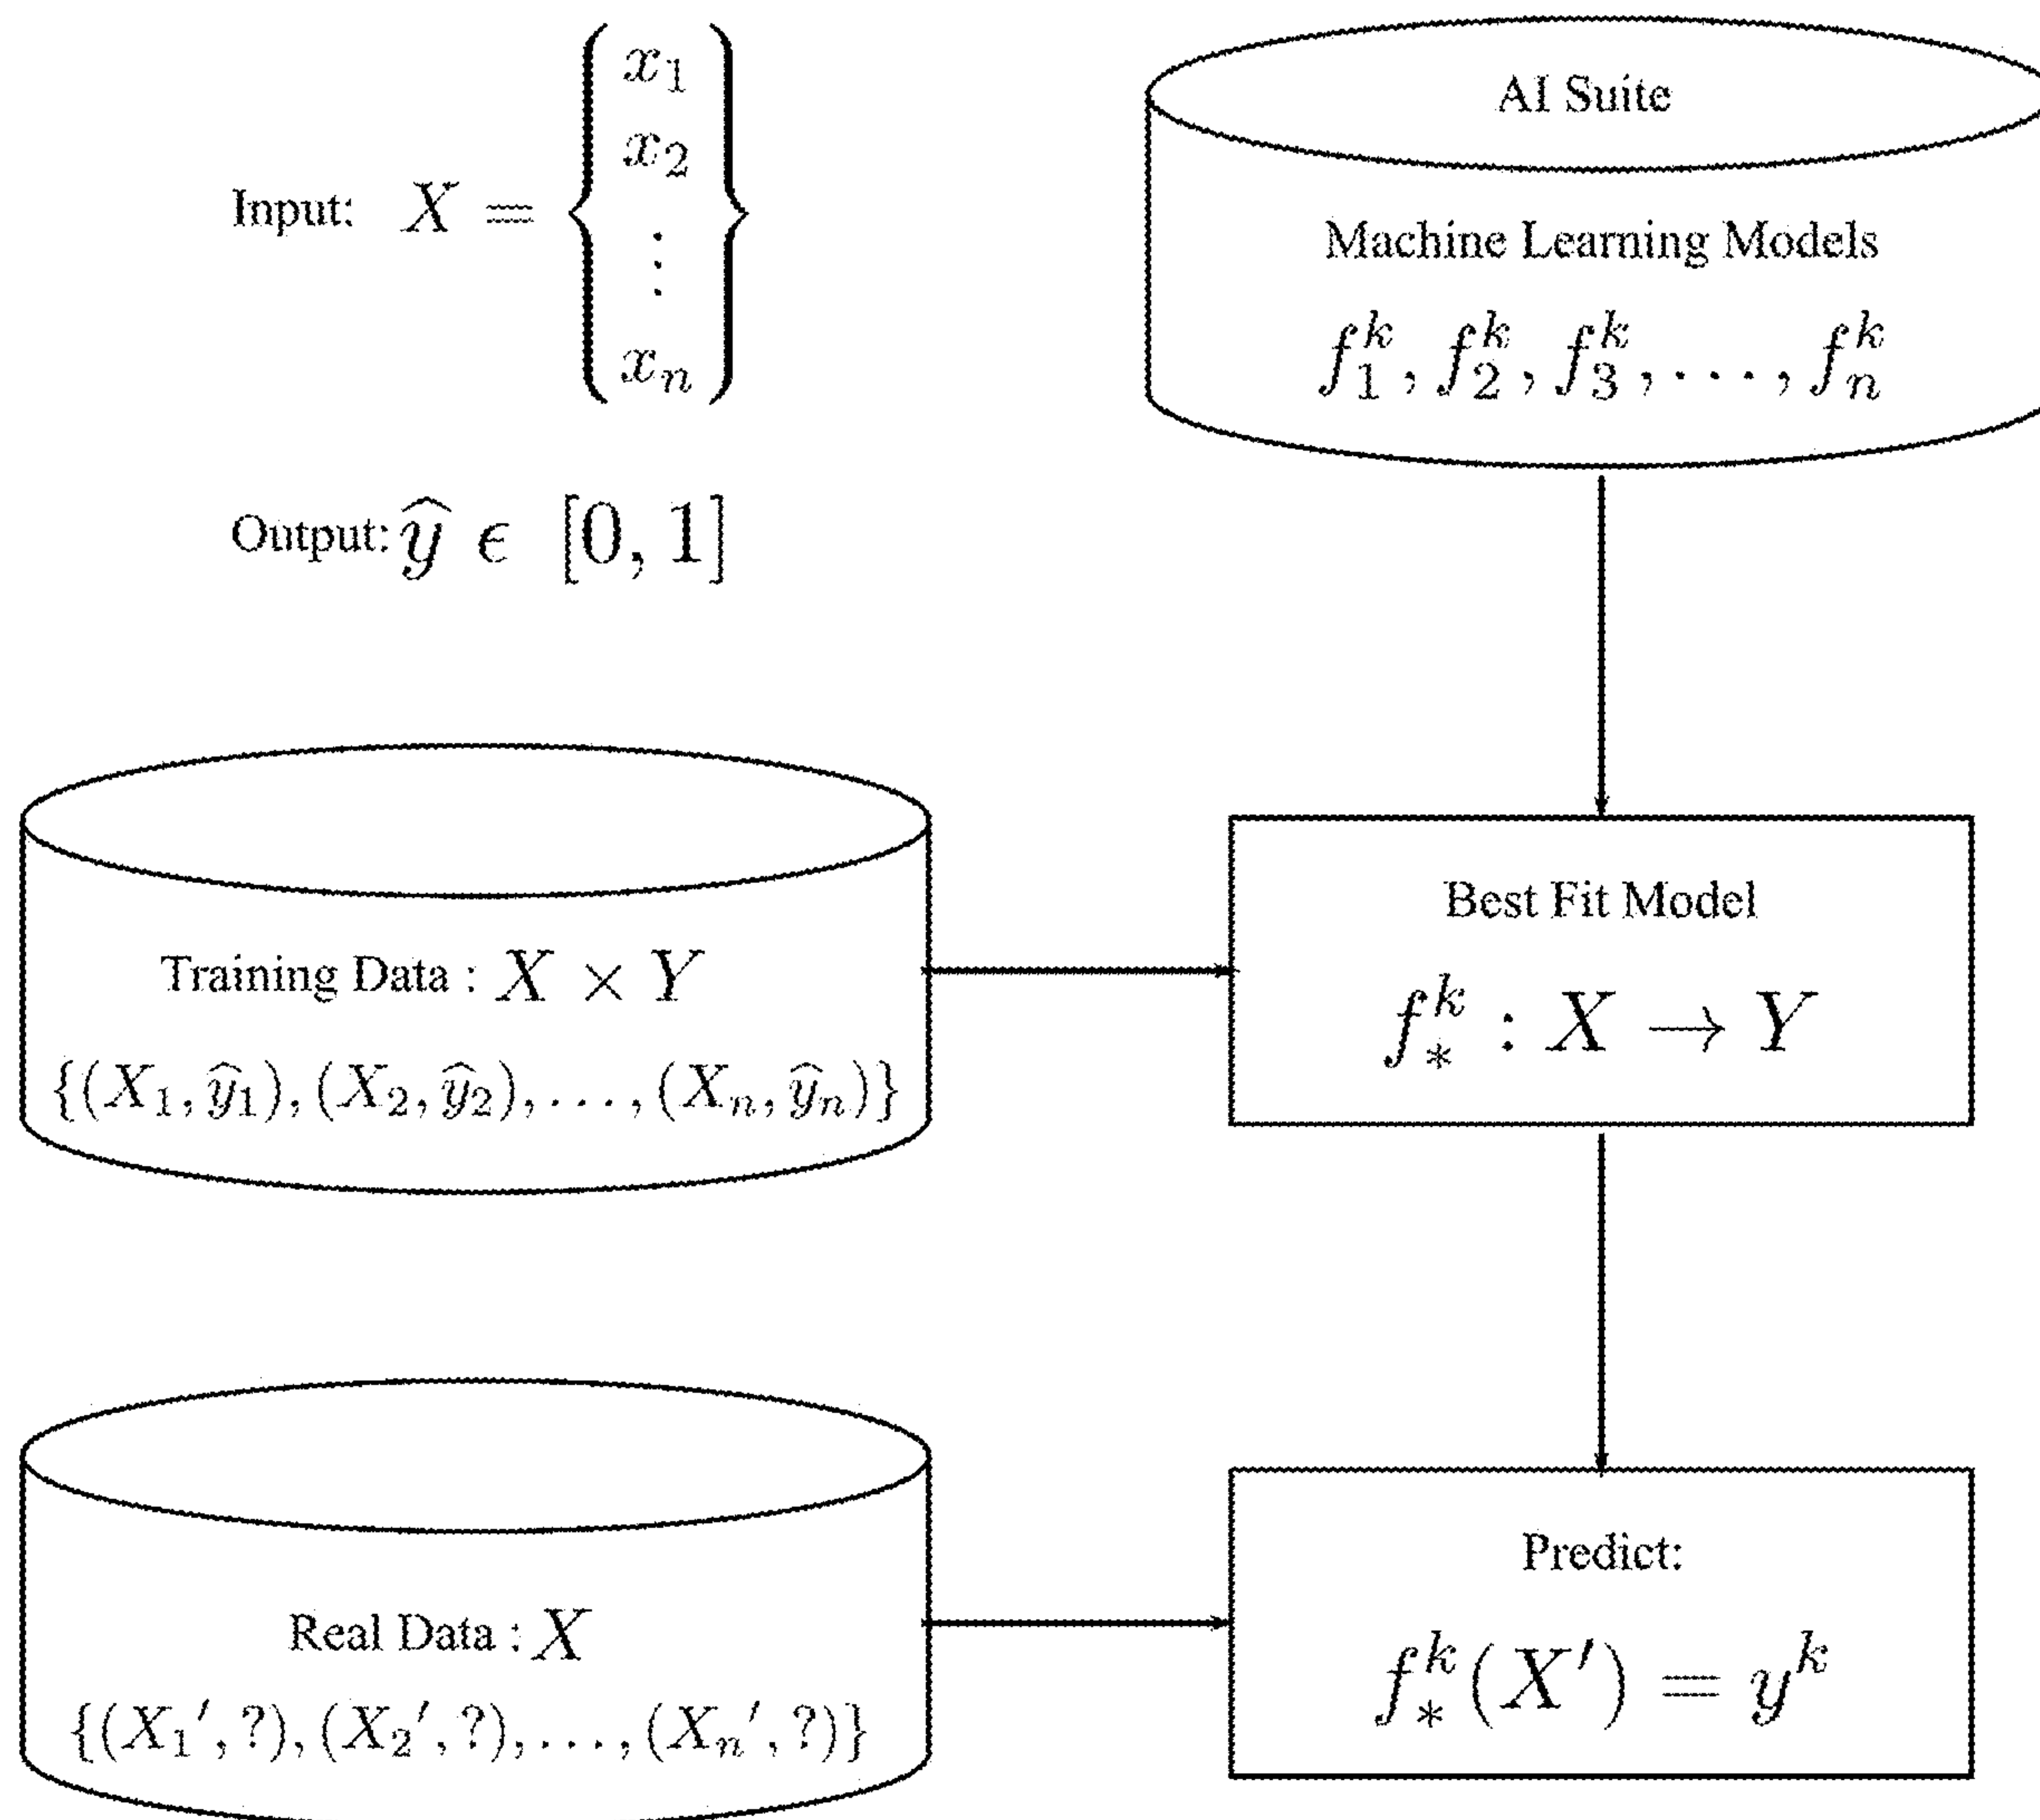 Input: X = { x₁
x₂
⋮
xₙ }
Output: ŷ ϵ [0, 1]
AI Suite
Machine Learning Models
f₁ᵏ, f₂ᵏ, f₃ᵏ, . . . , fₙᵏ
Training Data : X × Y
{(X₁, ŷ₁), (X₂, ŷ₂), . . . , (Xₙ, ŷₙ)}
Best Fit Model
f⁎ᵏ : X → Y
Real Data : X
{(X₁′, ?), (X₂′, ?), . . . , (Xₙ′, ?)}
Predict:
f⁎ᵏ(X′) = yᵏ